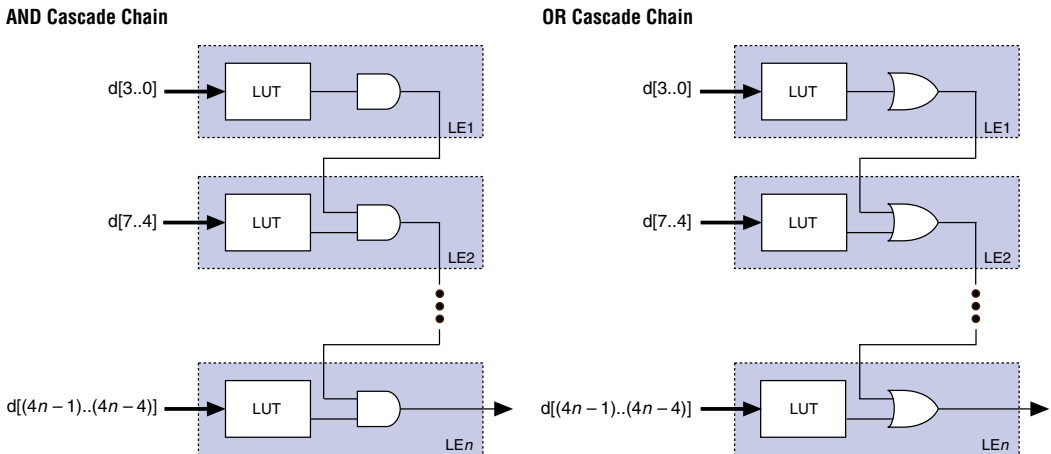 AND Cascade Chain
d[3..0]
LUT
LE1
d[7..4]
LUT
LE2
d[(4n – 1)..(4n – 4)]
LUT
LEn
OR Cascade Chain
d[3..0]
LUT
LE1
d[7..4]
LUT
LE2
d[(4n – 1)..(4n – 4)]
LUT
LEn